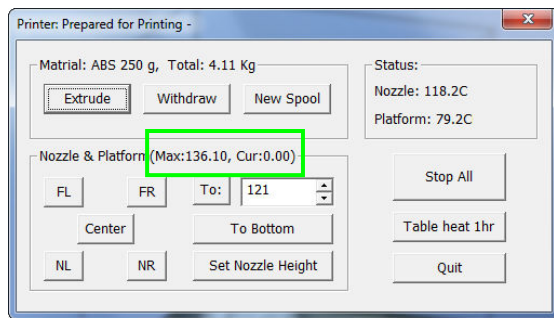 Printer: Prepared for Printing -
Matrial: ABS 250 g, Total: 4.11 Kg
Extrude
Withdraw
New Spool
Status:
Nozzle: 118.2C
Platform: 79.2C
Nozzle & Platform(Max:136.10, Cur:0.00)
FL
FR
To:
121
Center
To Bottom
NL
NR
Set Nozzle Height
Stop All
Table heat 1hr
Quit